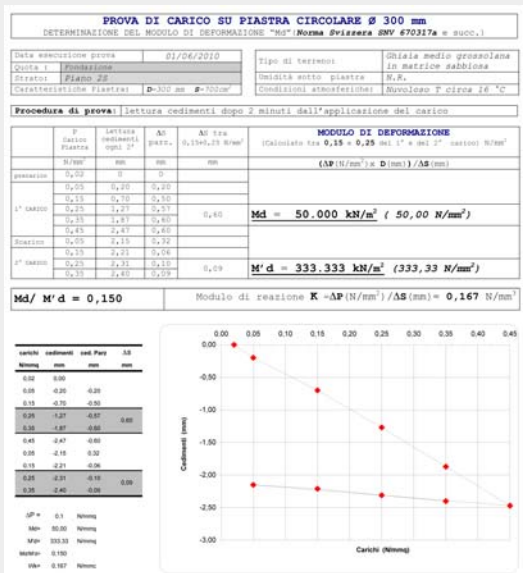 PROVA DI CARICO SU PIASTRA CIRCOLARE Ø 300 mm
DETERMINAZIONE DEL MODULO DI DEFORMAZIONE "Md"(Norma Svizzera SNV 670317a e succ.)
Data esecuzione prova 01/06/2010
Quota : Fondazione
Strato: Piano 2S
Caratteristiche Piastra: D=300 mm S=700cm²
Tipo di terreno: Ghiaia medio grossolana in matrice sabbiosa
Umidità sotto piastra N.R.
Condizioni atmosferiche: Nuvoloso T circa 16 °C
Procedura di prova: lettura cedimenti dopo 2 minuti dall'applicazione del carico
P Carico Piastra Lettura cedimenti ogni 2' ΔS parz. ΔS tra 0,15÷0,25 N/mm² MODULO DI DEFORMAZIONE
(Calcolato tra 0,15 e 0,25 del 1° e del 2° carico) N/mm²
N/mm² mm mm mm (ΔP(N/mm²)x D(mm))/ΔS(mm)
precarico 0,02 0 0
0,05 0,20 0,20
0,15 0,70 0,50
1° CARICO 0,25 1,27 0,57
0,35 1,87 0,60
0,45 2,47 0,60
0,60 Md = 50.000 kN/m² ( 50,00 N/mm²)
Scarico 0,05 2,15 0,32
0,15 2,21 0,06
2° CARICO 0,25 2,31 0,10
0,35 2,40 0,09
0,09 M'd = 333.333 kN/m² (333,33 N/mm²)
Md/ M'd = 0,150 Modulo di reazione K =ΔP(N/mm²)/ΔS(mm)= 0,167 N/mm³
carichi cedimenti ced. Parz ΔS
N/mmq mm mm mm
0,02 0,00
0,05 -0,20 -0,20
0,15 -0,70 -0,50
0,25 -1,27 -0,57
0,35 -1,87 -0,60
0,60
0,45 -2,47 -0,60
0,05 -2,15 0,32
0,15 -2,21 -0,06
0,25 -2,31 -0,10
0,35 -2,40 -0,09
0,09
ΔP = 0,1 N/mmq
Md= 50,00 N/mmq
M'd= 333,33 N/mmq
Md/M'd= 0,150
0,167 N/mmc
0,00 0,05 0,10 0,15 0,20 0,25 0,30 0,35 0,40 0,45
0,00
-0,50
-1,00
-1,50
-2,00
-2,50
-3,00
Cedimenti (mm)
Carichi (N/mmq)